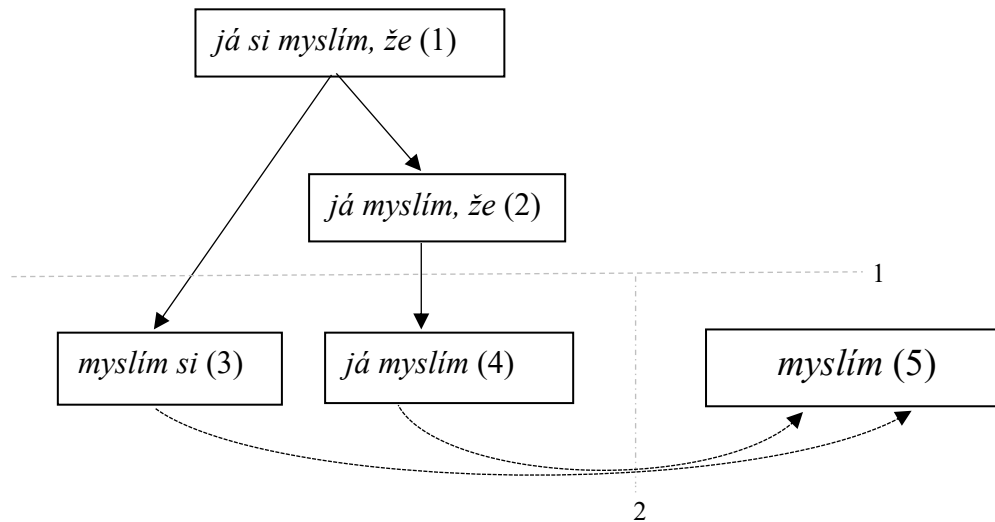 já si myslím, že (1)
já myslím, že (2)
1
myslím si (3)
já myslím (4)
myslím (5)
2